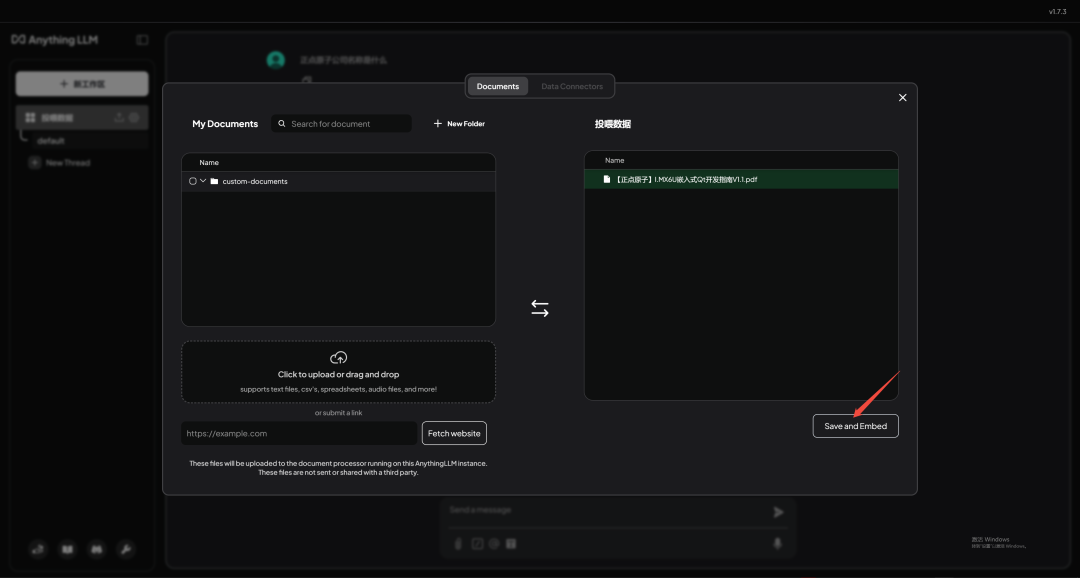 v1.7.3
Anything LLM
正点原子公司名称是什么
+ 新工作区
投喂数据
default
New Thread
Documents
Data Connectors
My Documents
Search for document
+ New Folder
投喂数据
Name
custom-documents
Name
【正点原子】I.MX6U嵌入式Qt开发指南V1.1.pdf
Click to upload or drag and drop
supports text files, csv's, spreadsheets, audio files, and more!
or submit a link
https://example.com
Fetch website
These files will be uploaded to the document processor running on this AnythingLLM instance.
These files are not sent or shared with a third party.
Save and Embed
Send a message
激活 Windows
转到"设置"以激活 Windows。